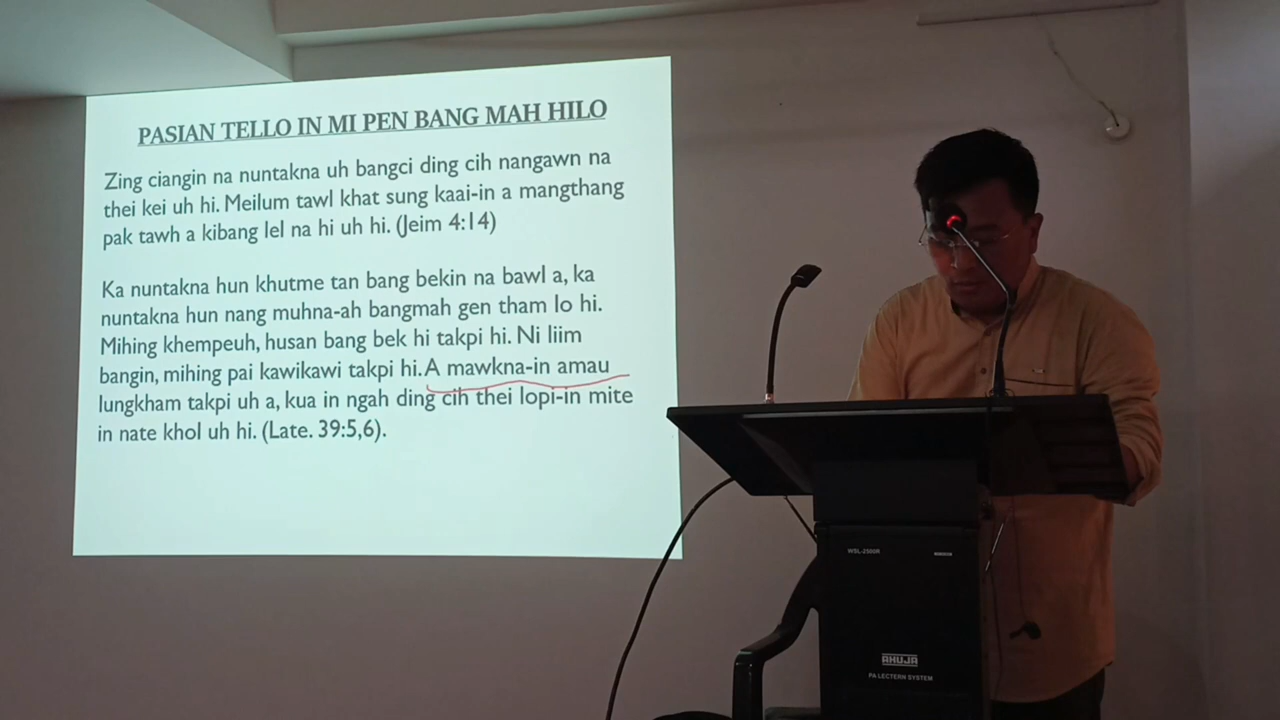 PASIAN TELLO IN MI PEN BANG MAH HILO
Zing ciangin na nuntakna uh bangci ding cih nangawn na
thei kei uh hi. Meilum tawl khat sung kaai-in a mangthang
pak tawh a kibang lel na hi uh hi. (Jeim 4:14)
Ka nuntakna hun khutme tan bang bekin na bawl a, ka
nuntakna hun nang muhna-ah bangmah gen tham lo hi.
Mihing khempeuh, husan bang bek hi takpi hi. Ni liim
bangin, mihing pai kawikawi takpi hi. A mawkna-in amau
lungkham takpi uh a, kua in ngah ding cih thei lopi-in mite
in nate khol uh hi. (Late. 39:5,6).
WSL-2500R
AHUJA
PA LECTERN SYSTEM